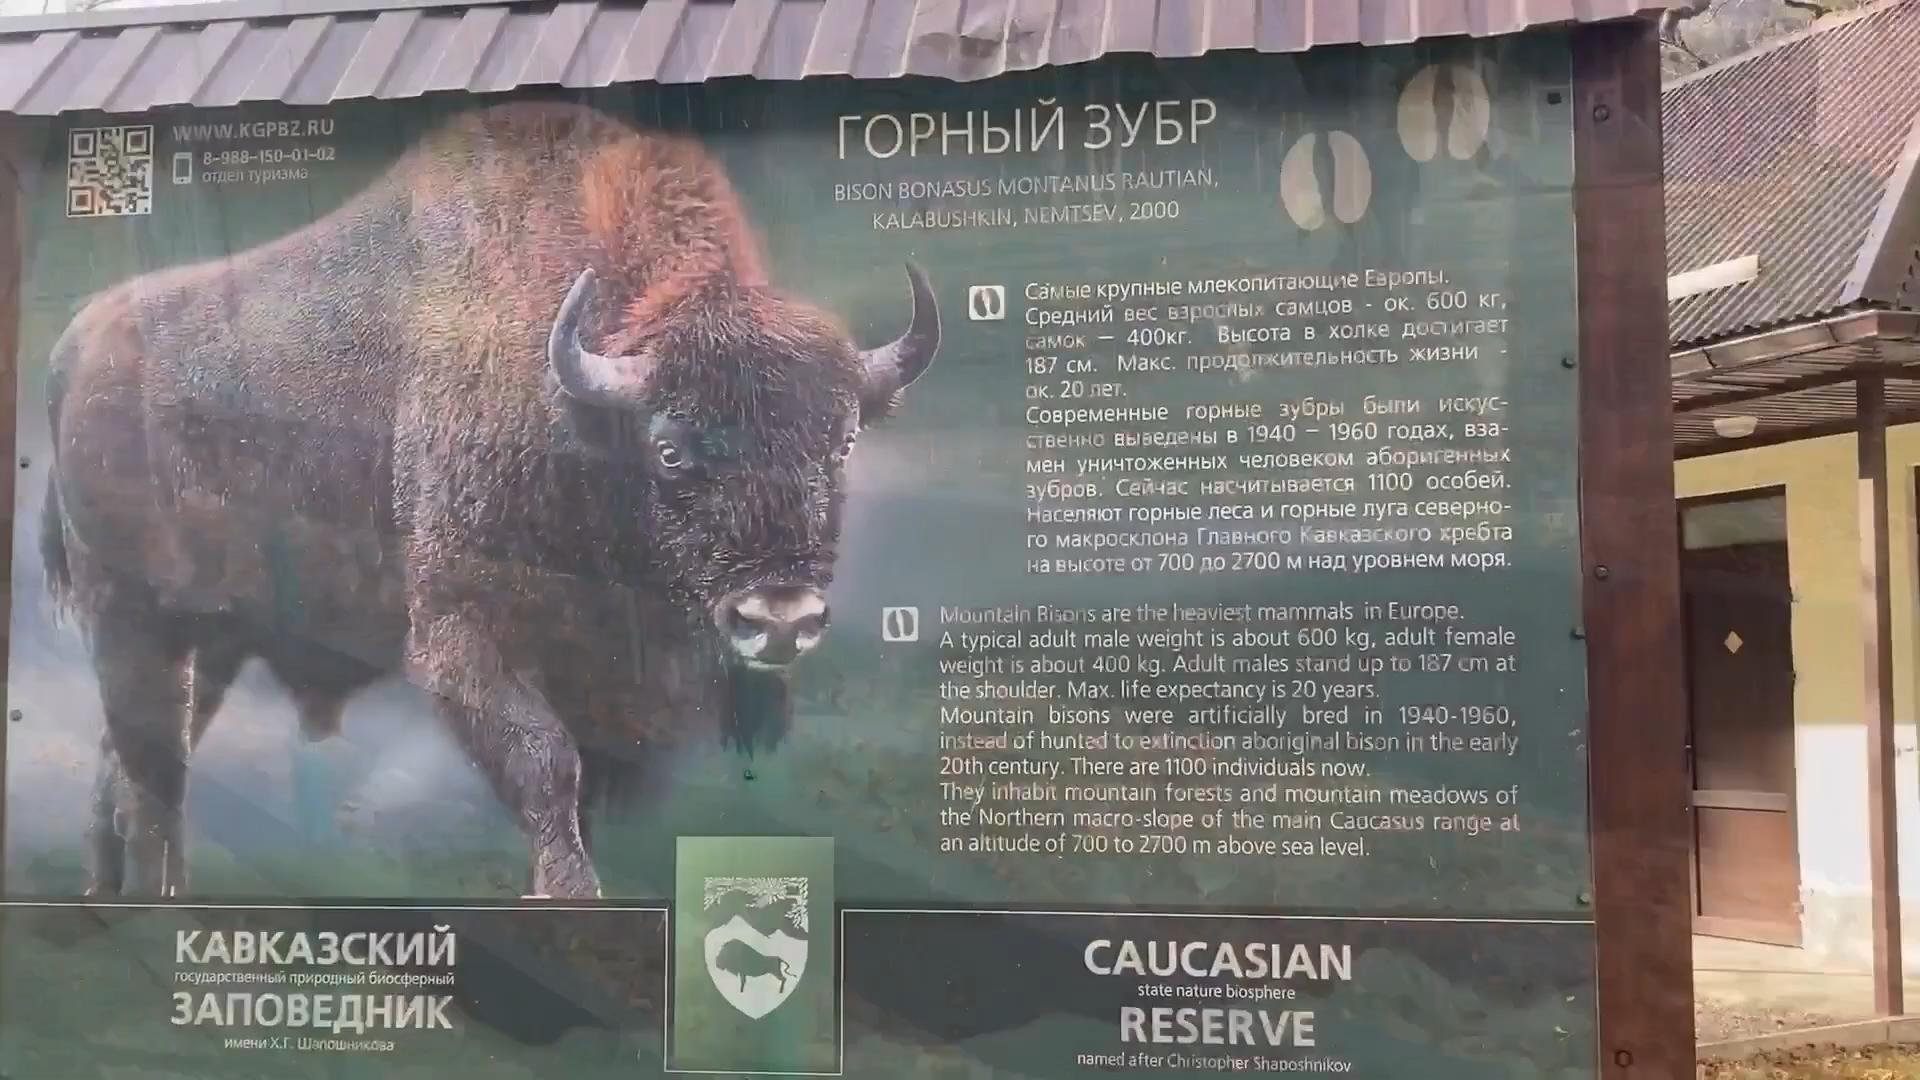 WWW.KGPBZ.RU
8-988-150-01-02
отдел туризма
ГОРНЫЙ ЗУБР
BISON BONASUS MONTANUS RAUTIAN,
KALABUSHKIN, NEMTSEV, 2000
Самые крупные млекопитающие Европы.
Средний вес взрослых самцов - ок. 600 кг,
самок – 400кг. Высота в холке достигает
187 см. Макс. продолжительность жизни -
ок. 20 лет.
Современные горные зубры были искус-
ственно выведены в 1940 – 1960 годах, вза-
мен уничтоженных человеком аборигенных
зубров. Сейчас насчитывается 1100 особей.
Населяют горные леса и горные луга северно-
го макросклона Главного Кавказского хребта
на высоте от 700 до 2700 м над уровнем моря.
Mountain Bisons are the heaviest mammals in Europe.
A typical adult male weight is about 600 kg, adult female
weight is about 400 kg. Adult males stand up to 187 cm at
the shoulder. Max. life expectancy is 20 years.
Mountain bisons were artificially bred in 1940-1960,
instead of hunted to extinction aboriginal bison in the early
20th century. There are 1100 individuals now.
They inhabit mountain forests and mountain meadows of
the Northern macro-slope of the main Caucasus range at
an altitude of 700 to 2700 m above sea level.
КАВКАЗСКИЙ
государственный природный биосферный
ЗАПОВЕДНИК
имени Х.Г. Шапошникова
CAUCASIAN
state nature biosphere
RESERVE
named after Christopher Shaposhnikov